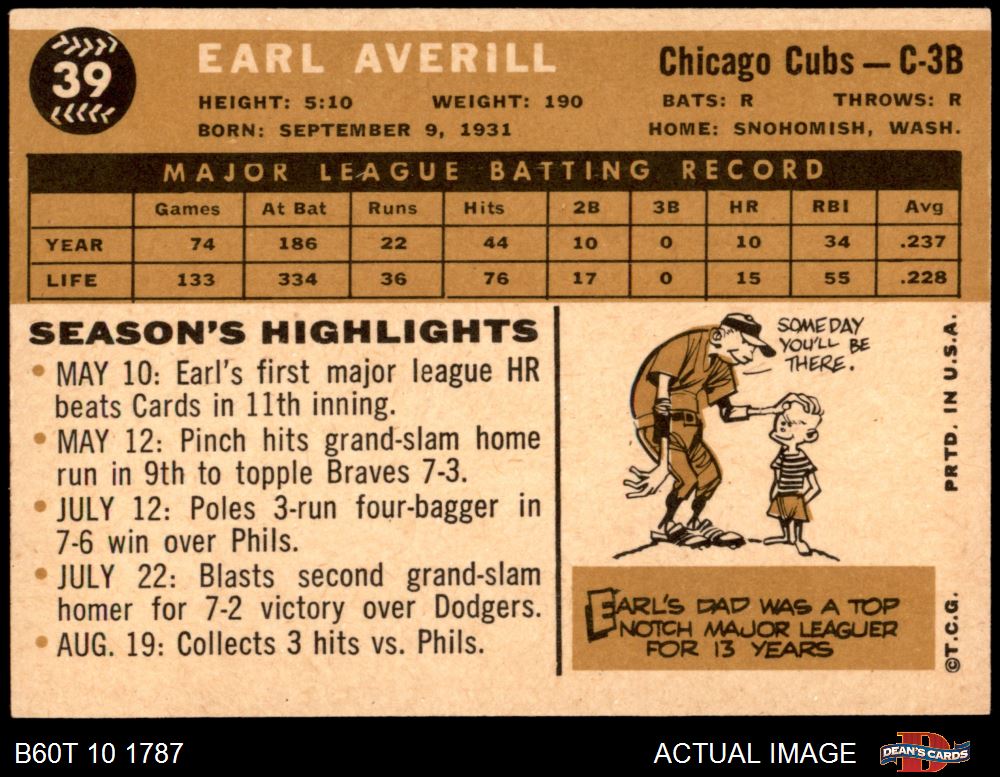 39
EARL AVERILL
Chicago Cubs — C-3B
HEIGHT: 5:10 WEIGHT: 190 BATS: R THROWS: R
BORN: SEPTEMBER 9, 1931 HOME: SNOHOMISH, WASH.
MAJOR LEAGUE BATTING RECORD
Games At Bat Runs Hits 2B 3B HR RBI Avg
YEAR 74 186 22 44 10 0 10 34 .237
LIFE 133 334 36 76 17 0 15 55 .228
SEASON'S HIGHLIGHTS
• MAY 10: Earl's first major league HR
beats Cards in 11th inning.
• MAY 12: Pinch hits grand-slam home
run in 9th to topple Braves 7-3.
• JULY 12: Poles 3-run four-bagger in
7-6 win over Phils.
• JULY 22: Blasts second grand-slam
homer for 7-2 victory over Dodgers.
• AUG. 19: Collects 3 hits vs. Phils.
SOMEDAY
YOU'LL BE
THERE.
EARL'S DAD WAS A TOP
NOTCH MAJOR LEAGUER
FOR 13 YEARS
©T.C.G. PRTD. IN U.S.A.
B60T 10 1787
ACTUAL IMAGE
DEAN'S CARDS